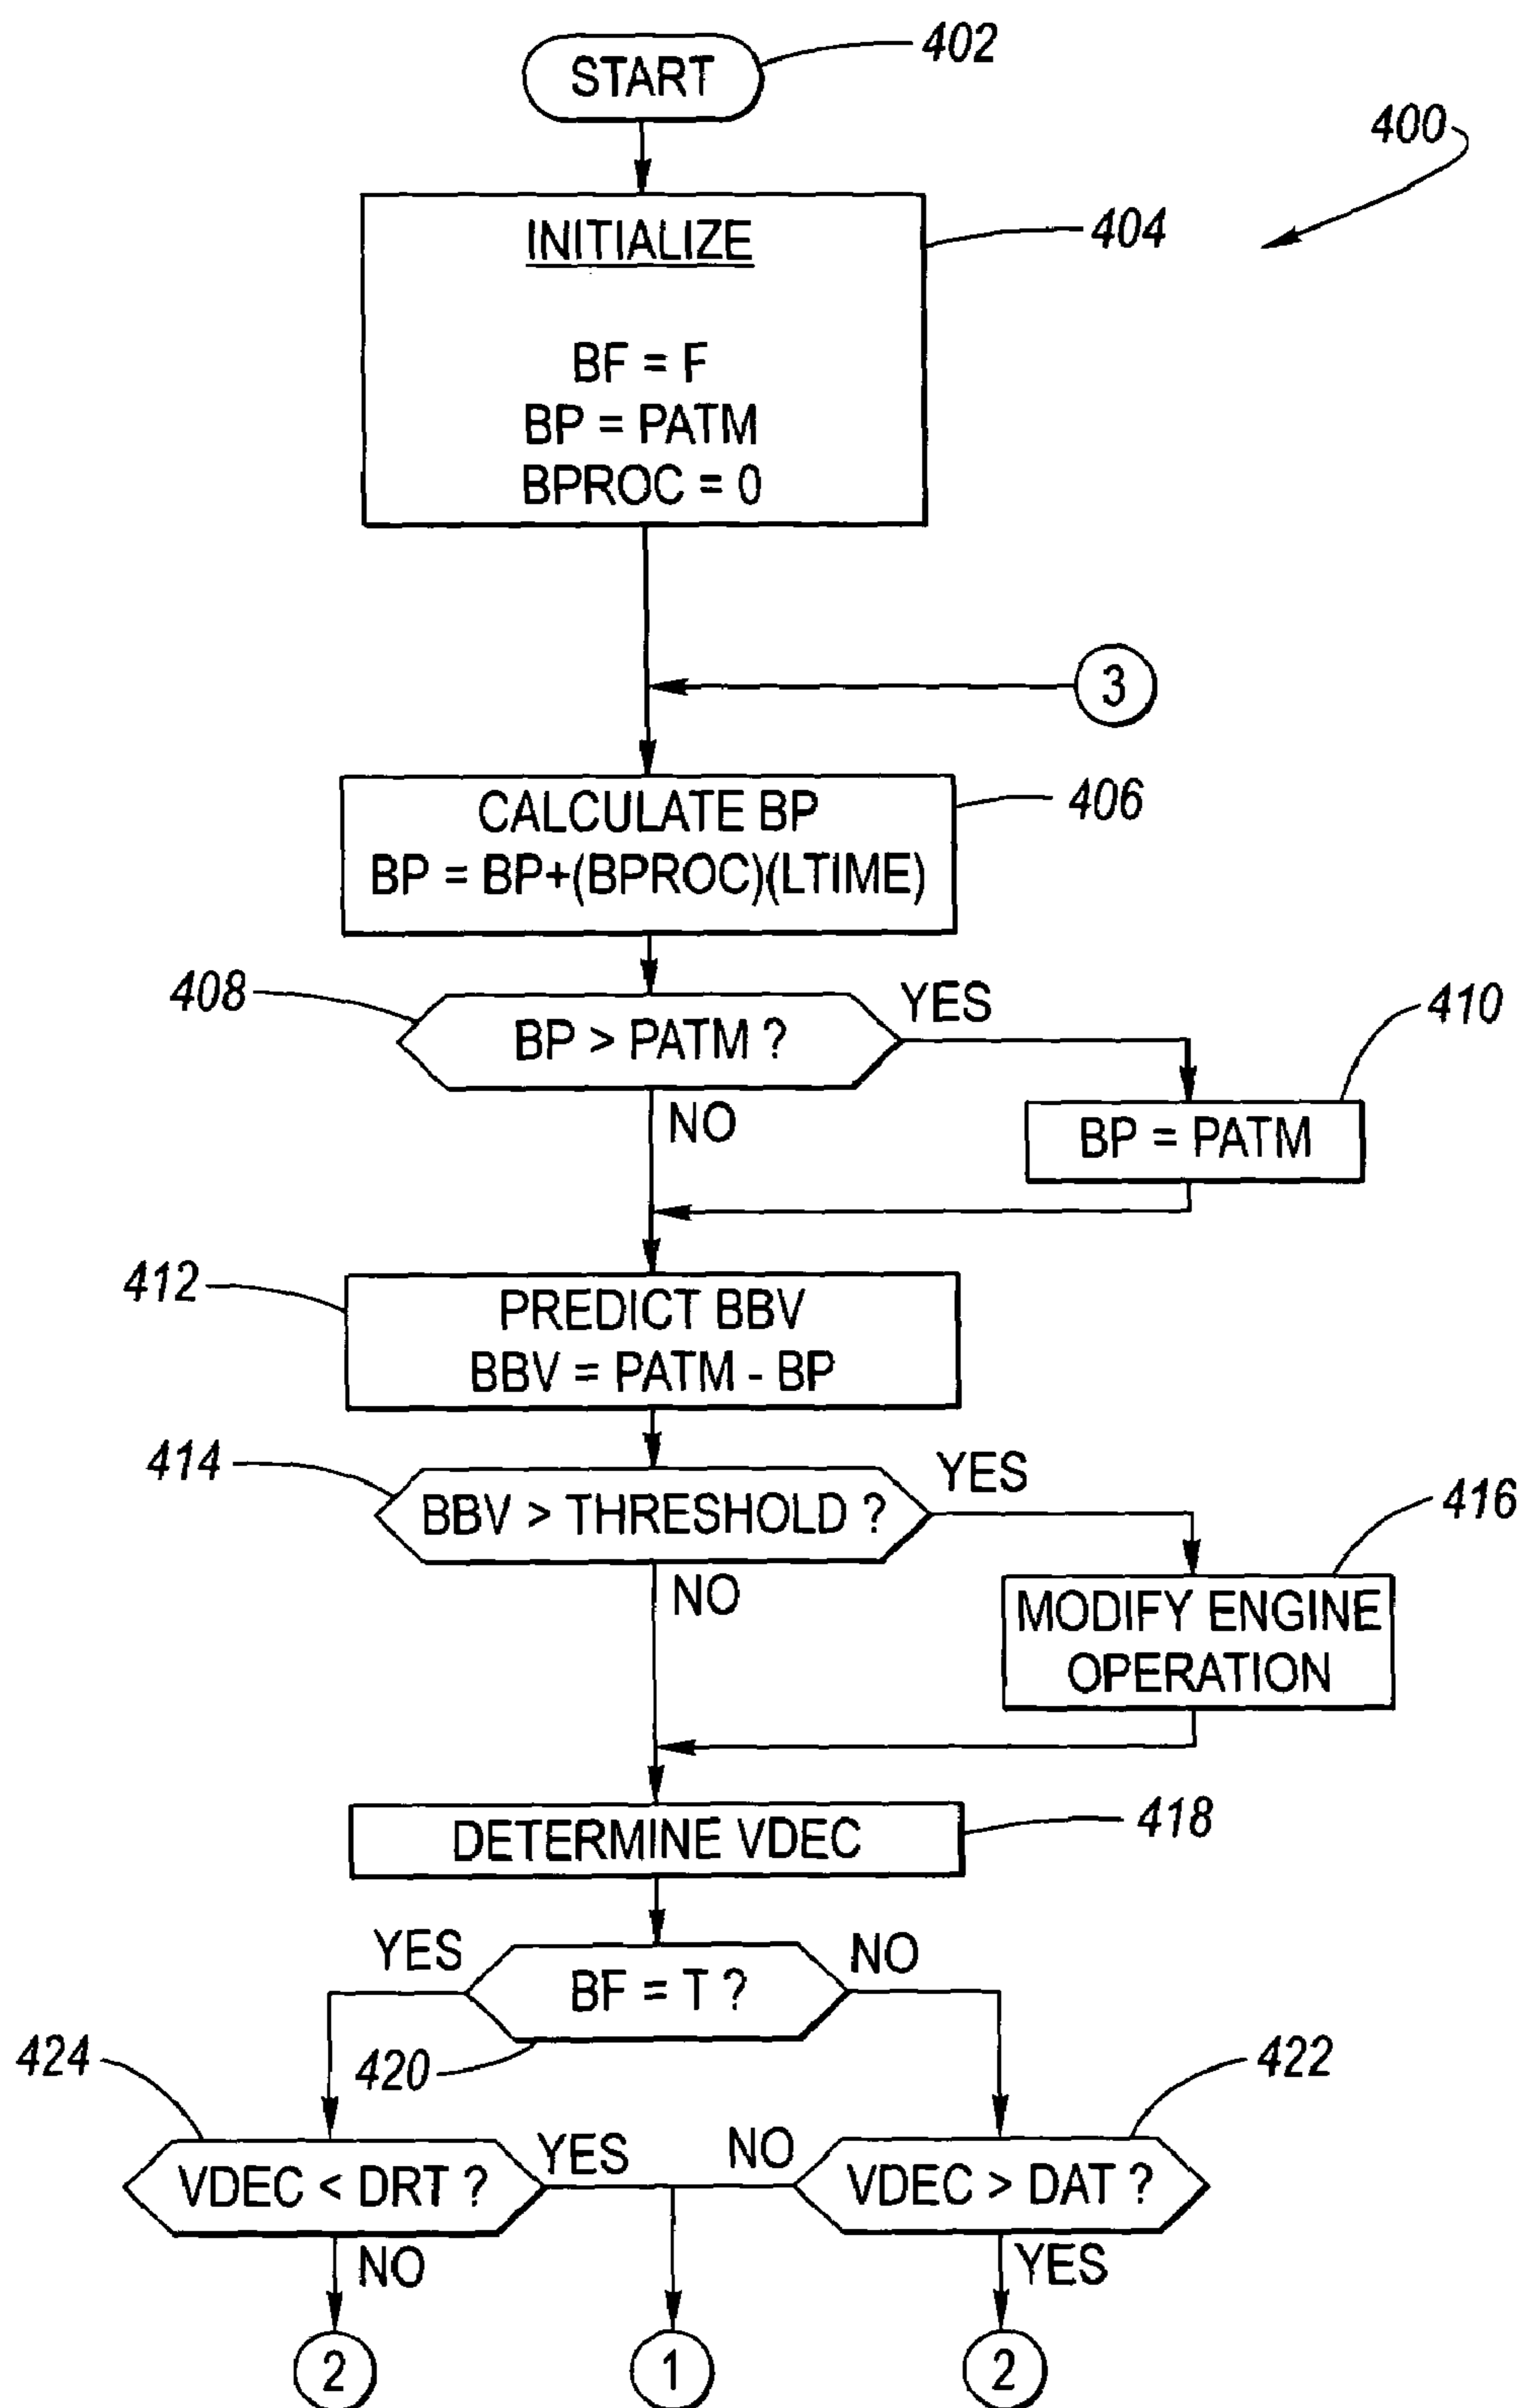 START
402
400
INITIALIZE
404
BF = F
BP = PATM
BPROC = 0
3
CALCULATE BP
406
BP = BP+(BPROC)(LTIME)
408
YES
410
BP > PATM ?
NO
BP = PATM
412
PREDICT BBV
BBV = PATM - BP
414
YES
416
BBV > THRESHOLD ?
NO
MODIFY ENGINE
OPERATION
DETERMINE VDEC
418
YES
NO
BF = T ?
424
420
422
YES
NO
VDEC < DRT ?
VDEC > DAT ?
NO
YES
2
1
2